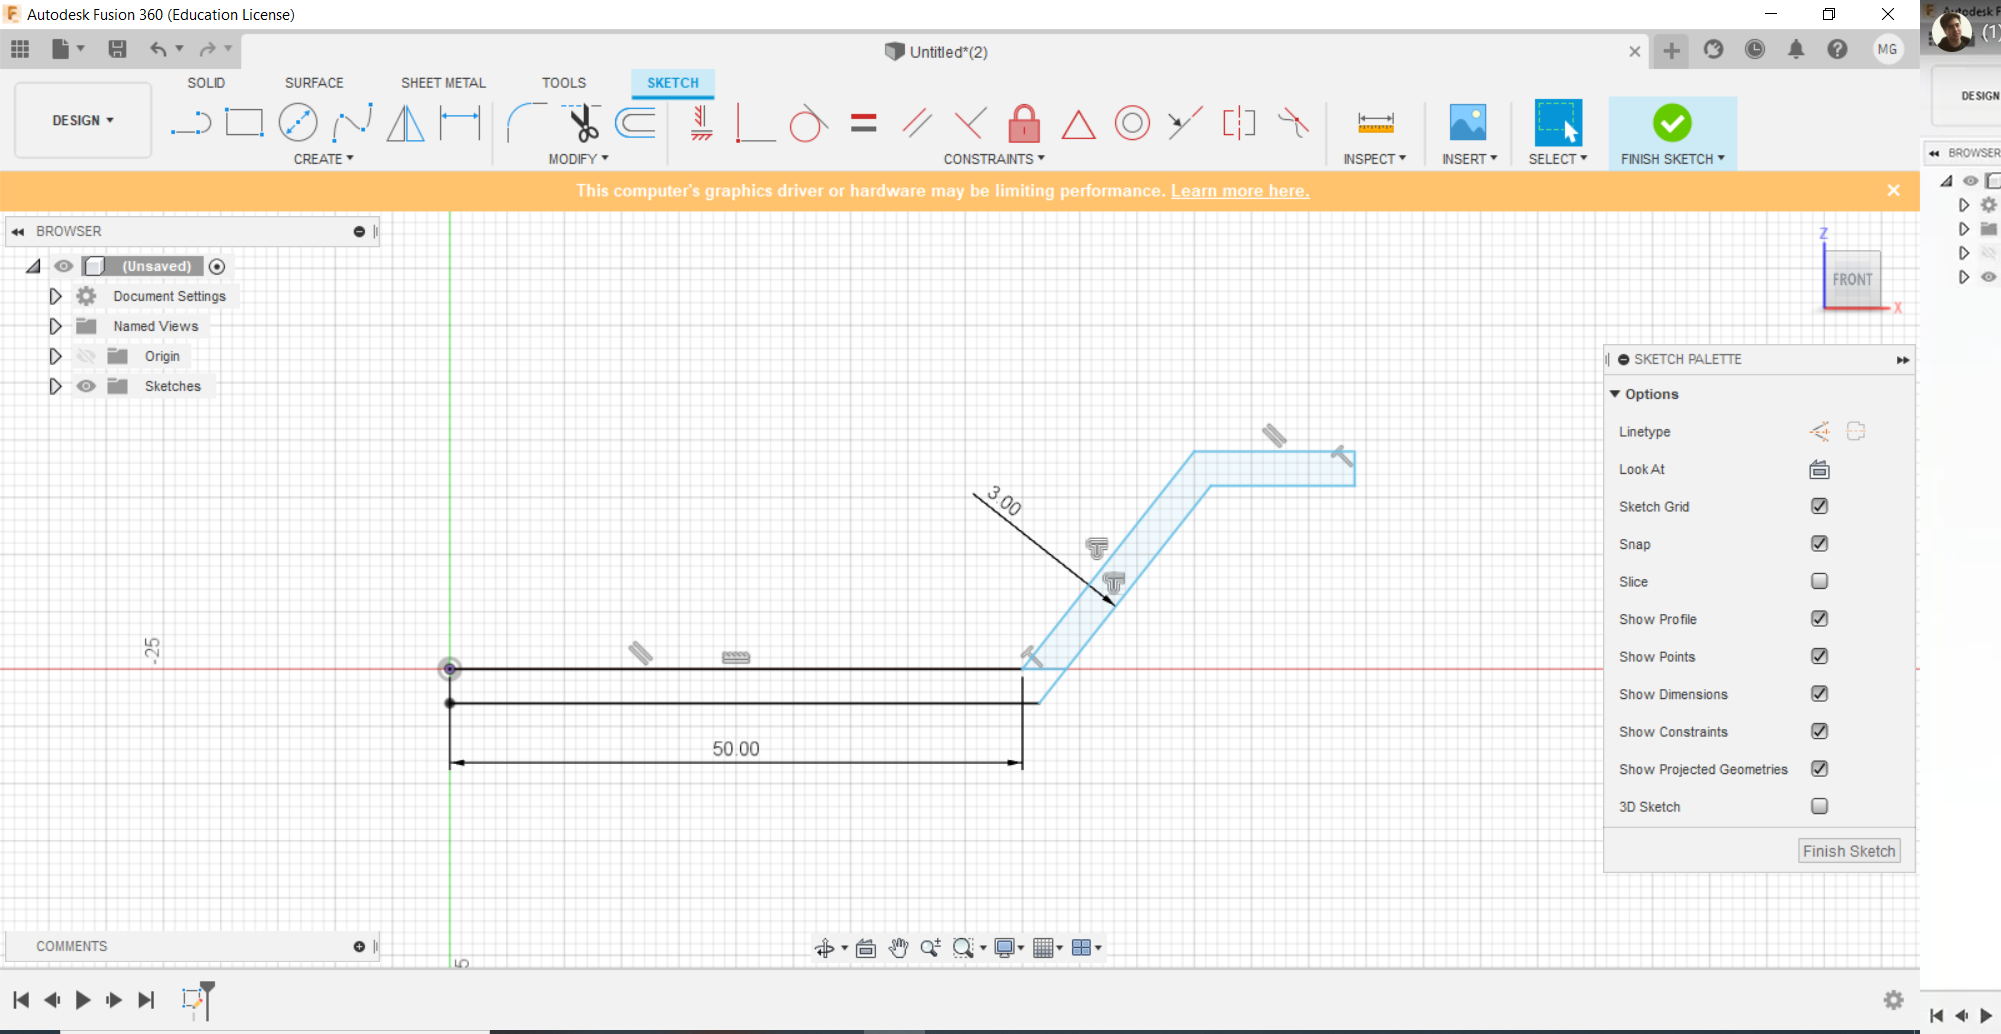 Autodesk Fusion 360 (Education License)
Untitled*(2)
MG
(1)
DESIGN
SOLID
SURFACE
SHEET METAL
TOOLS
SKETCH
CREATE
MODIFY
CONSTRAINTS
INSPECT
INSERT
SELECT
FINISH SKETCH
DESIGN
This computer's graphics driver or hardware may be limiting performance. Learn more here.
BROWSER
BROWSER
(Unsaved)
Document Settings
Named Views
Origin
Sketches
Z
FRONT
X
SKETCH PALETTE
Options
Linetype
Look At
Sketch Grid
Snap
Slice
Show Profile
Show Points
Show Dimensions
Show Constraints
Show Projected Geometries
3D Sketch
Finish Sketch
3.00
-25
50.00
COMMENTS